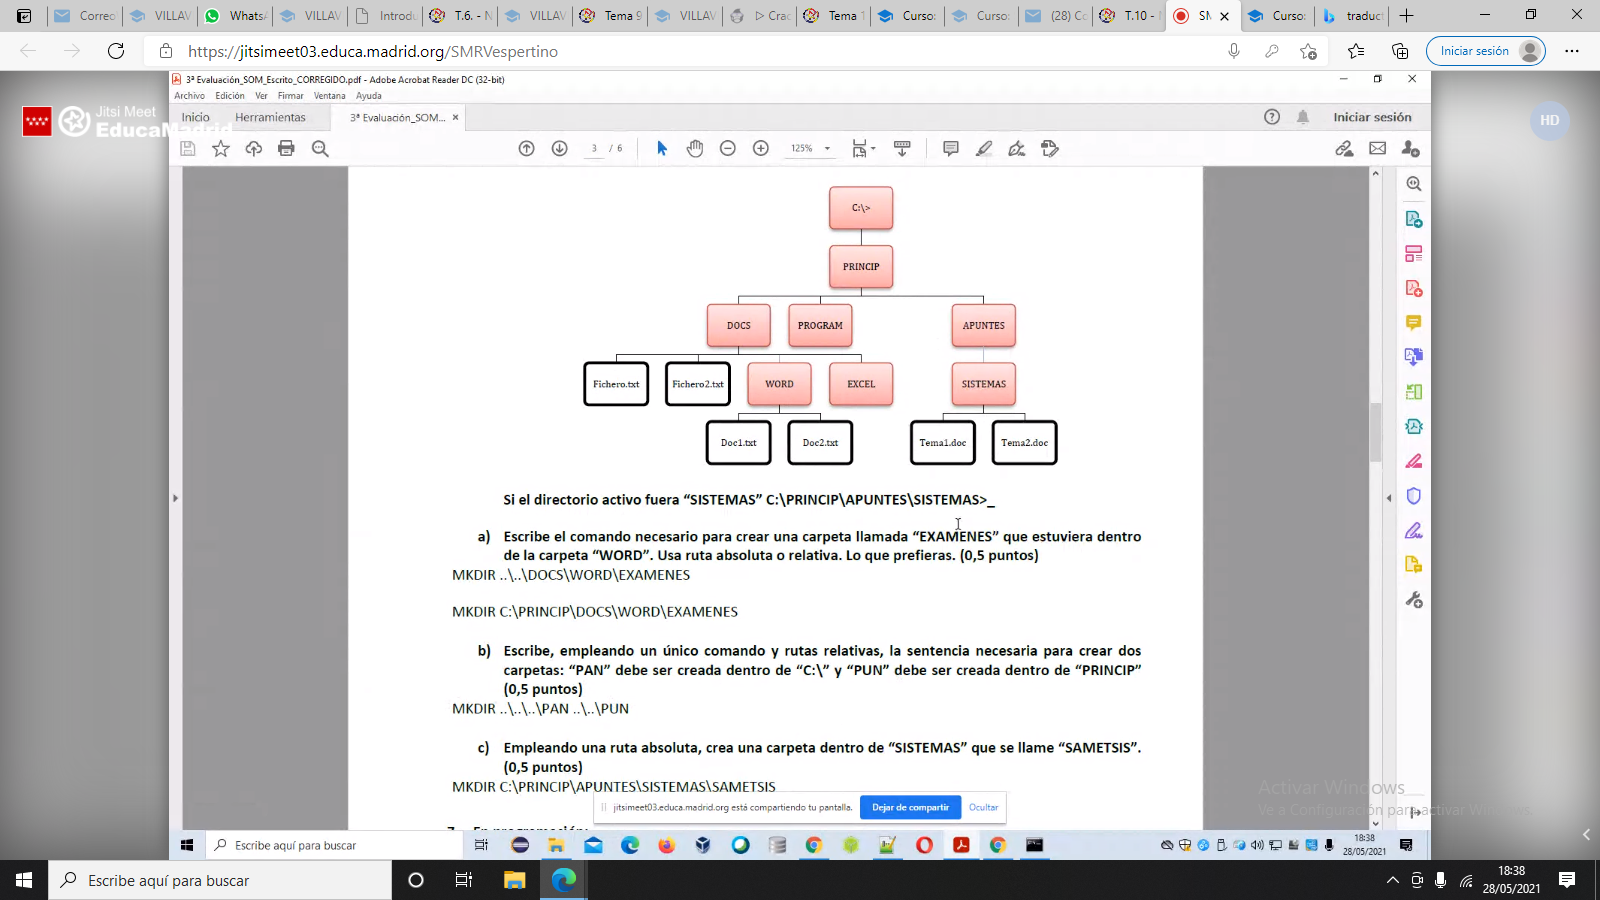 Correo
VILLAV
WhatsA
VILLAV
Introdu
T.6. - N
VILLAV
Tema 9
VILLAV
Crac
Tema 1
Curso:
Curso:
(28) Co
T.10 - N
SM
Curso:
traduct
https://jitsimeet03.educa.madrid.org/SMRVespertino
Iniciar sesión
3ª Evaluación_SOM_Escrito_CORREGIDO.pdf - Adobe Acrobat Reader DC (32-bit)
Archivo Edición Ver Firmar Ventana Ayuda
Jitsi Meet
EducaMadrid
HD
Inicio Herramientas 3ª Evaluación_SOM... × Iniciar sesión
3 / 6 125%
C:\>
PRINCIP
DOCS PROGRAM APUNTES
Fichero.txt Fichero2.txt WORD EXCEL SISTEMAS
Doc1.txt Doc2.txt Tema1.doc Tema2.doc
Si el directorio activo fuera “SISTEMAS” C:\PRINCIP\APUNTES\SISTEMAS>_
a) Escribe el comando necesario para crear una carpeta llamada “EXAMENES” que estuviera dentro
de la carpeta “WORD”. Usa ruta absoluta o relativa. Lo que prefieras. (0,5 puntos)
MKDIR ..\..\DOCS\WORD\EXAMENES
MKDIR C:\PRINCIP\DOCS\WORD\EXAMENES
b) Escribe, empleando un único comando y rutas relativas, la sentencia necesaria para crear dos
carpetas: “PAN” debe ser creada dentro de “C:\” y “PUN” debe ser creada dentro de “PRINCIP”
(0,5 puntos)
MKDIR ..\..\..\PAN ..\..\PUN
c) Empleando una ruta absoluta, crea una carpeta dentro de “SISTEMAS” que se llame “SAMETSIS”.
(0,5 puntos)
MKDIR C:\PRINCIP\APUNTES\SISTEMAS\SAMETSIS
7. En programación:
jitsimeet03.educa.madrid.org está compartiendo tu pantalla. Dejar de compartir Ocultar
Activar Windows
Ve a Configuración para activar Windows.
Escribe aquí para buscar
18:38
28/05/2021
Escribe aquí para buscar
18:38
28/05/2021